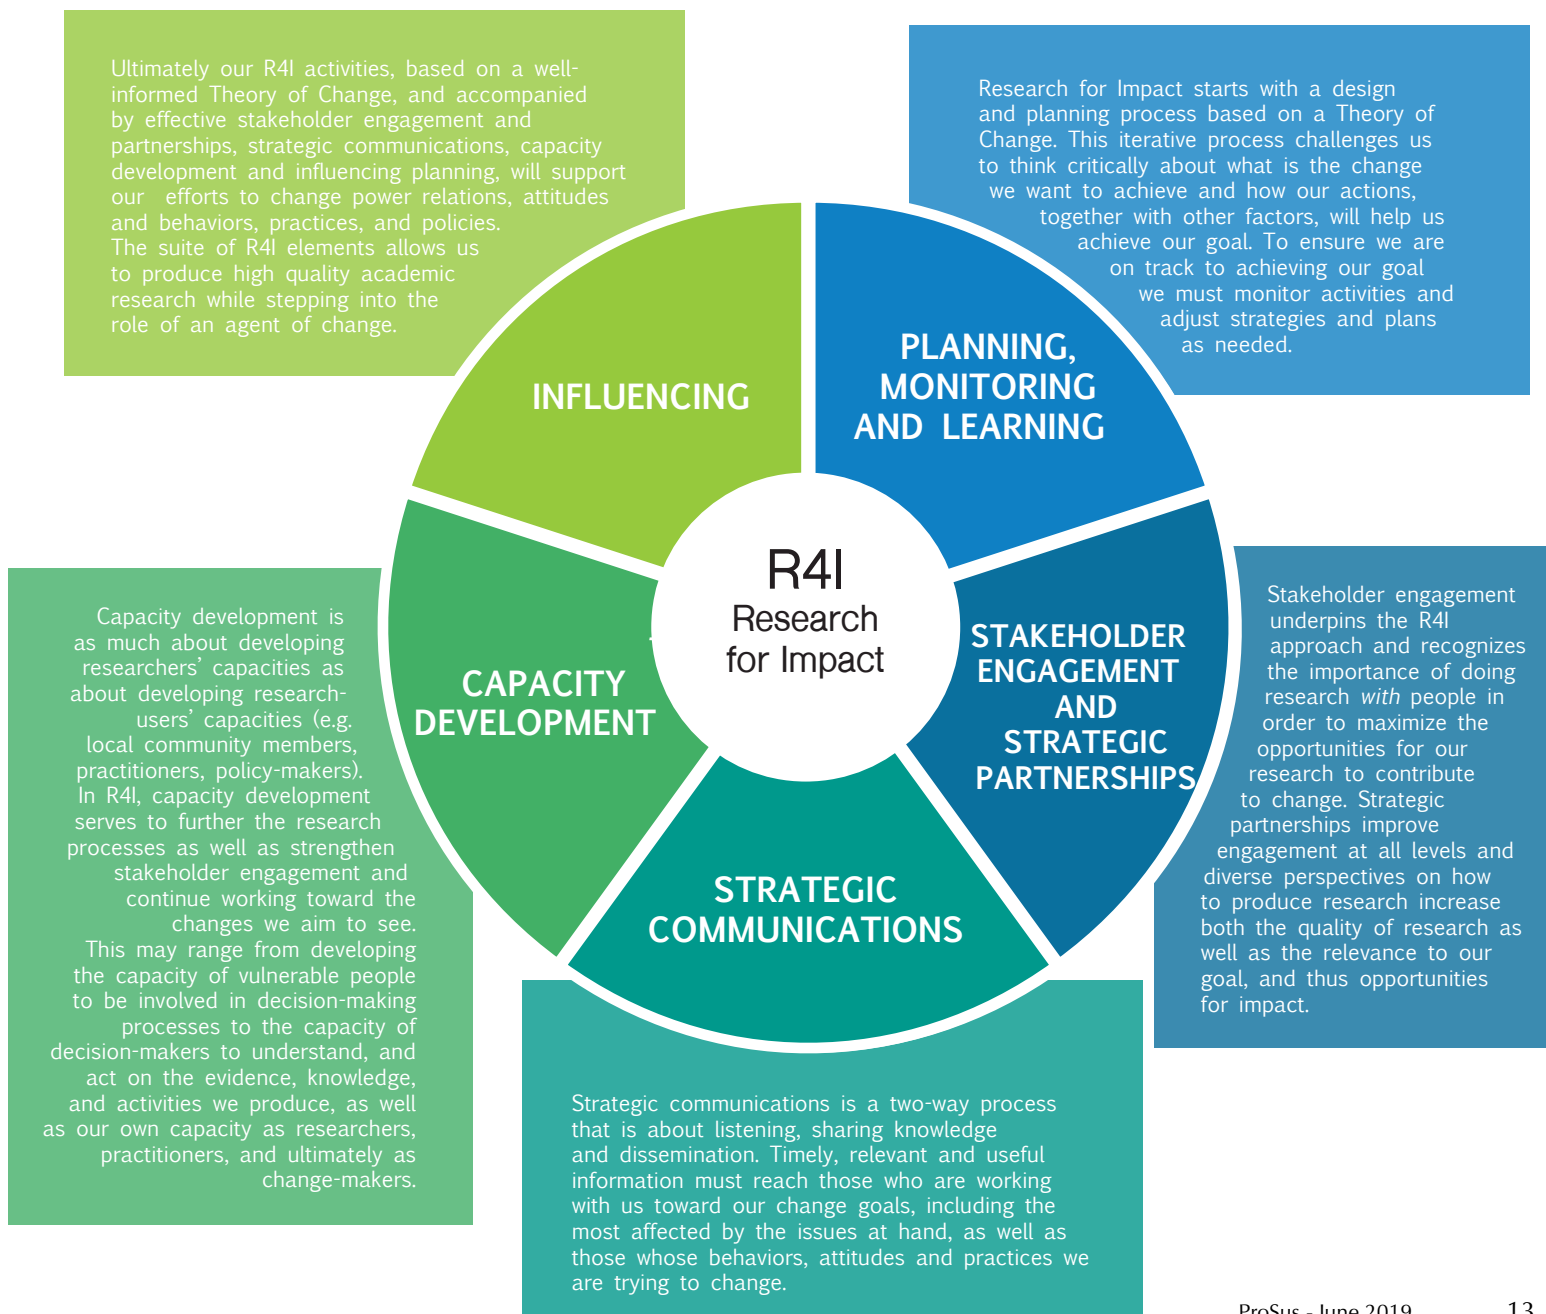 Ultimately our R4I activities, based on a well-
informed Theory of Change, and accompanied
by effective stakeholder engagement and
partnerships, strategic communications, capacity
development and influencing planning, will support
our efforts to change power relations, attitudes
and behaviors, practices, and policies.
The suite of R4I elements allows us
to produce high quality academic
research while stepping into the
role of an agent of change.
Research for Impact starts with a design
and planning process based on a Theory of
Change. This iterative process challenges us
to think critically about what is the change
we want to achieve and how our actions,
together with other factors, will help us
achieve our goal. To ensure we are
on track to achieving our goal
we must monitor activities and
adjust strategies and plans
as needed.
INFLUENCING
PLANNING,
MONITORING
AND LEARNING
R4I
Research
for Impact
CAPACITY
DEVELOPMENT
STAKEHOLDER
ENGAGEMENT
AND
STRATEGIC
PARTNERSHIPS
STRATEGIC
COMMUNICATIONS
Capacity development is
as much about developing
researchers' capacities as
about developing research-
users' capacities (e.g.
local community members,
practitioners, policy-makers).
In R4I, capacity development
serves to further the research
processes as well as strengthen
stakeholder engagement and
continue working toward the
changes we aim to see.
This may range from developing
the capacity of vulnerable people
to be involved in decision-making
processes to the capacity of
decision-makers to understand, and
act on the evidence, knowledge,
and activities we produce, as well
as our own capacity as researchers,
practitioners, and ultimately as
change-makers.
Stakeholder engagement
underpins the R4I
approach and recognizes
the importance of doing
research with people in
order to maximize the
opportunities for our
research to contribute
to change. Strategic
partnerships improve
engagement at all levels and
diverse perspectives on how
to produce research increase
both the quality of research as
well as the relevance to our
goal, and thus opportunities
for impact.
Strategic communications is a two-way process
that is about listening, sharing knowledge
and dissemination. Timely, relevant and useful
information must reach those who are working
with us toward our change goals, including the
most affected by the issues at hand, as well as
those whose behaviors, attitudes and practices we
are trying to change.
ProSus - June 2019 13